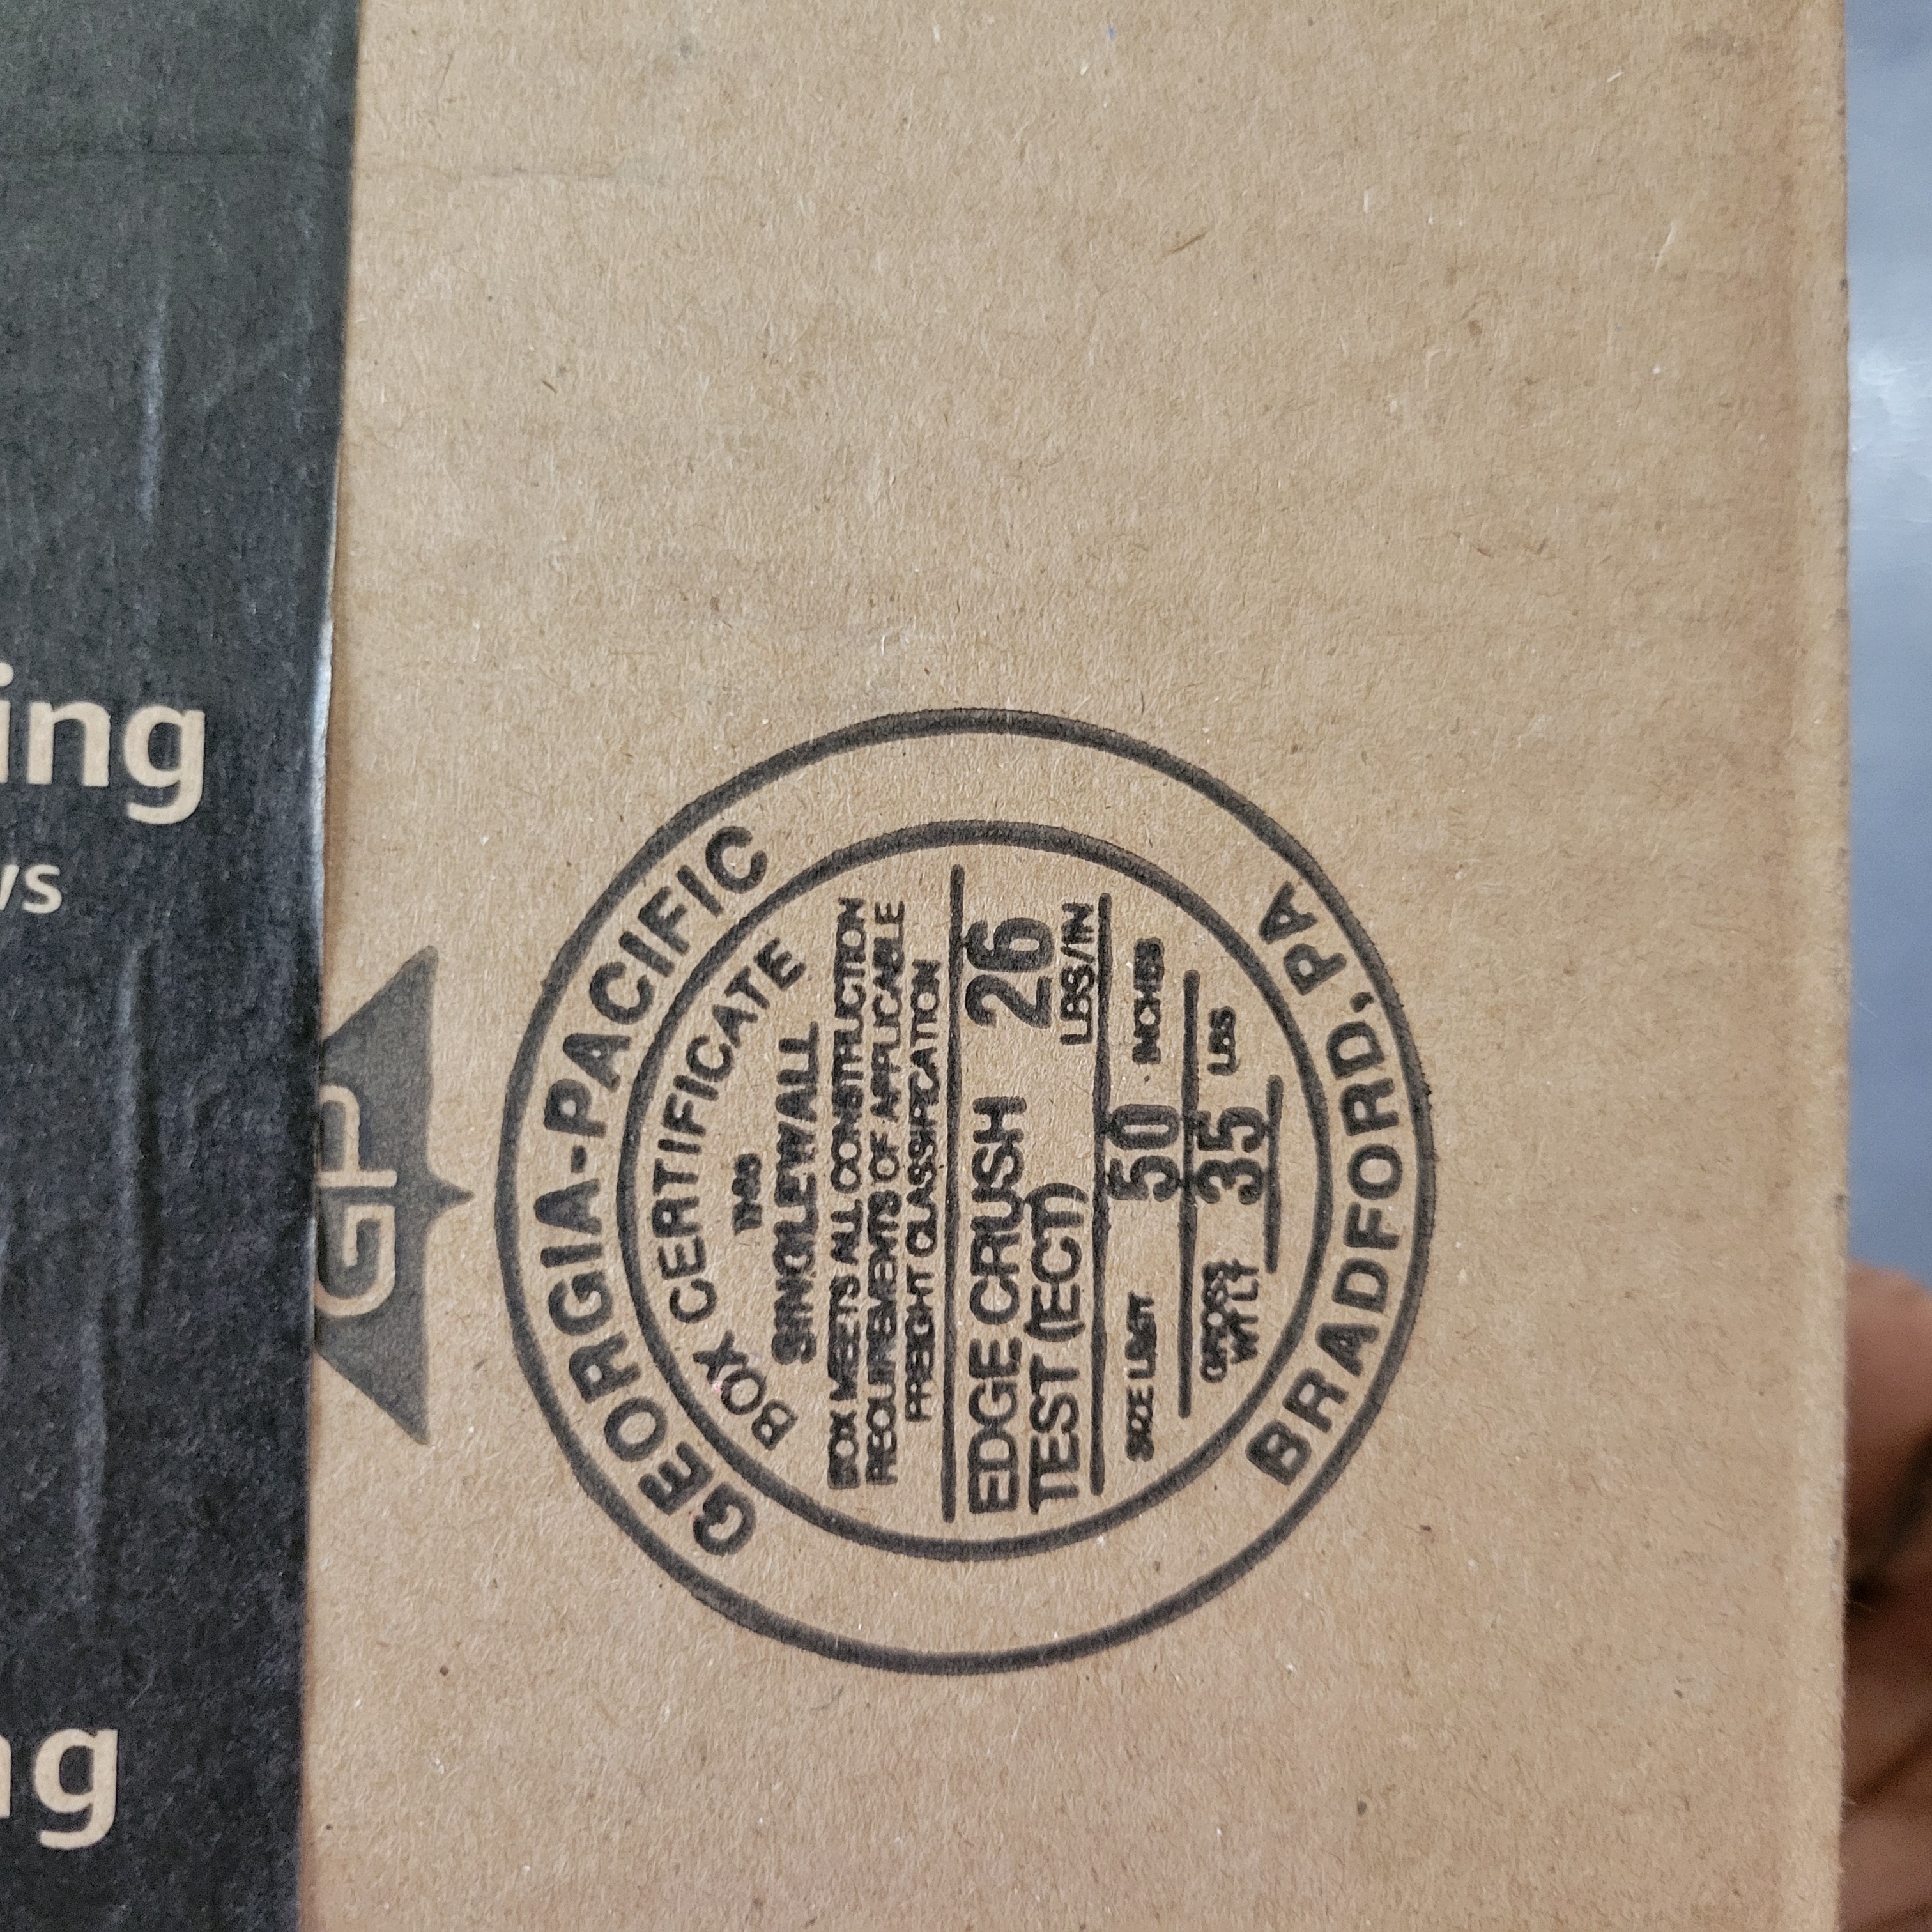 ing
ws
ng
GP
GEORGIA-PACIFIC
BOX CERTIFICATE
THIS
SINGLEWALL
BOX MEETS ALL CONSTRUCTION
REQUIREMENTS OF APPLICABLE
FREIGHT CLASSIFICATION
EDGE CRUSH
TEST (ECT)
26
LBS/IN
SIZE LIMIT 50 INCHES
GROSS
WT LT
35 LBS
BRADFORD, PA